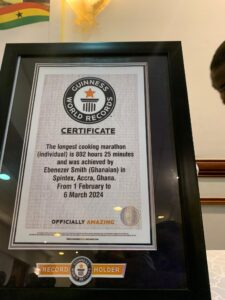 GUINNESS
WORLD RECORDS
CERTIFICATE
The longest cooking marathon
(individual) is 802 hours 25 minutes
and was achieved by
Ebenezer Smith (Ghanaias) in
Spintex, Accra, Ghana.
From 1 February to
6 March 2024
OFFICIALLY AMAZING
RECORD HOLDER